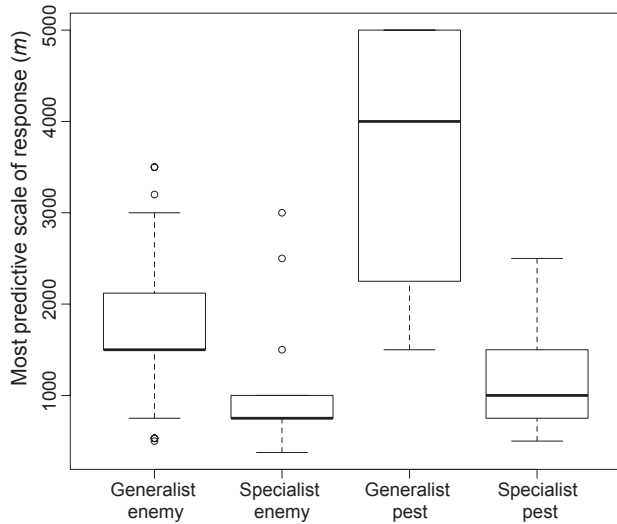 Most predictive scale of response (m)
5000
4000
3000
2000
1000
Generalist enemy
Specialist enemy
Generalist pest
Specialist pest